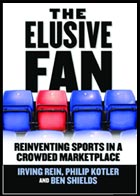 THE
ELUSIVE
FAN
REINVENTING SPORTS IN A
CROWDED MARKETPLACE
IRVING REIN, PHILIP KOTLER
AND BEN SHIELDS